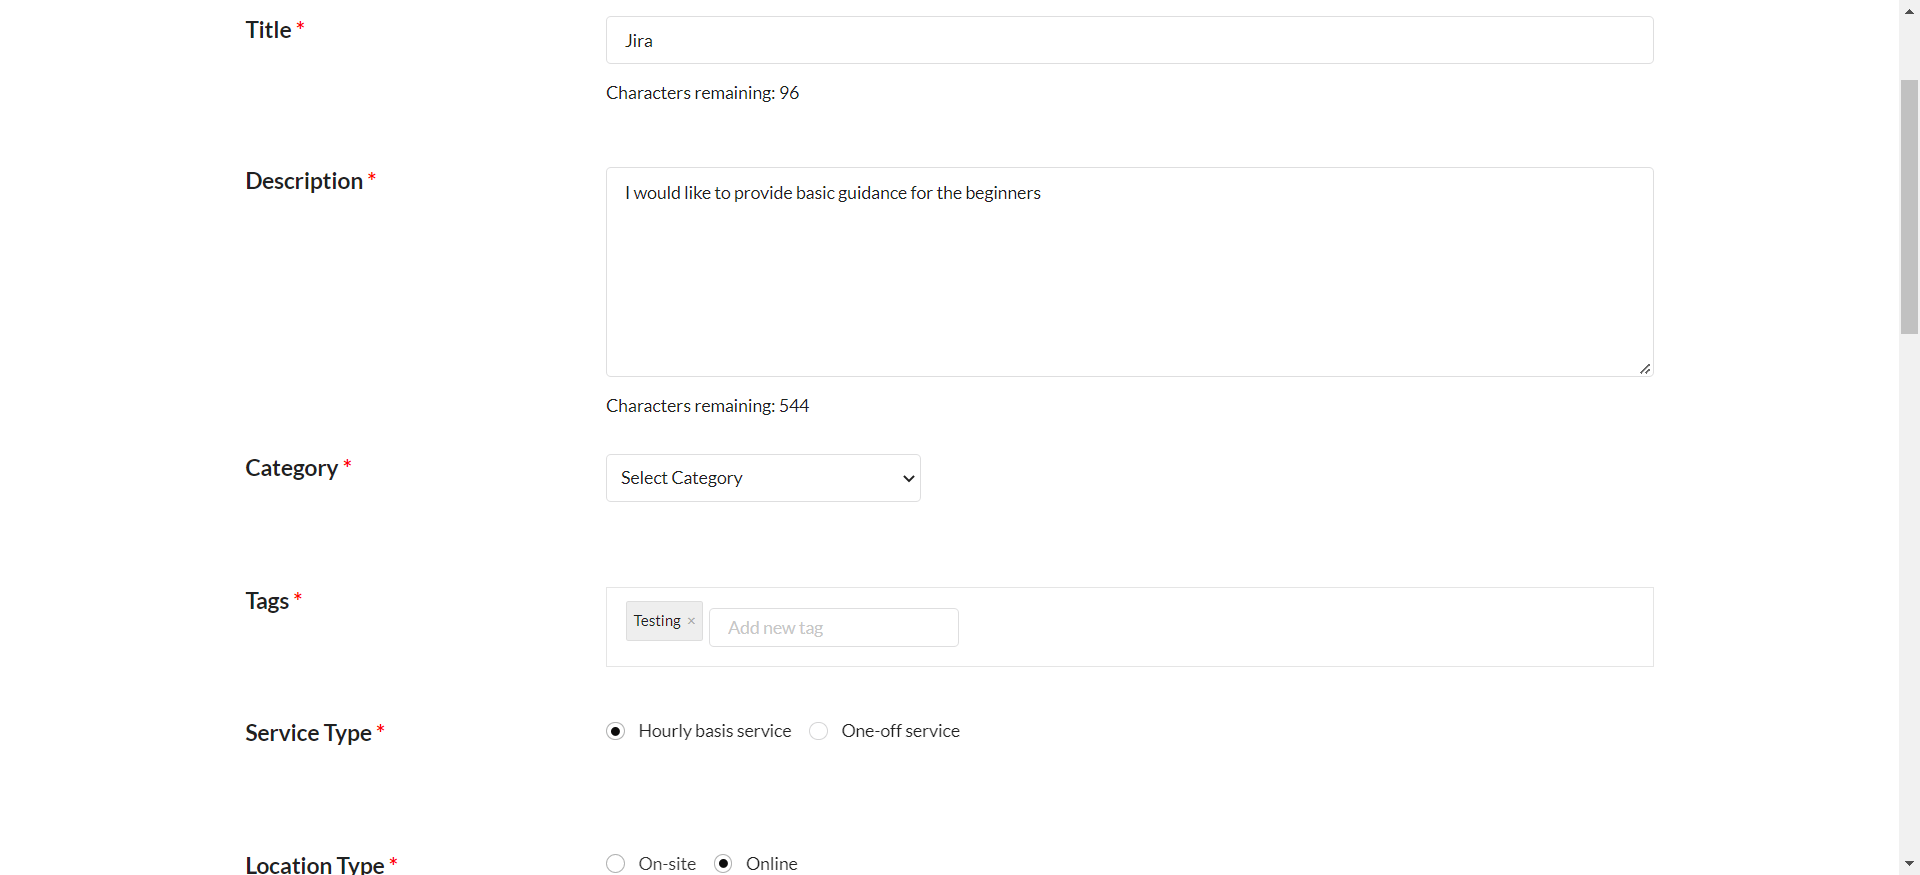 Title *
Jira
Characters remaining: 96
Description *
I would like to provide basic guidance for the beginners
Characters remaining: 544
Category *
Select Category
Tags *
Testing ×
Add new tag
Service Type *
Hourly basis service
One-off service
Location Type *
On-site
Online